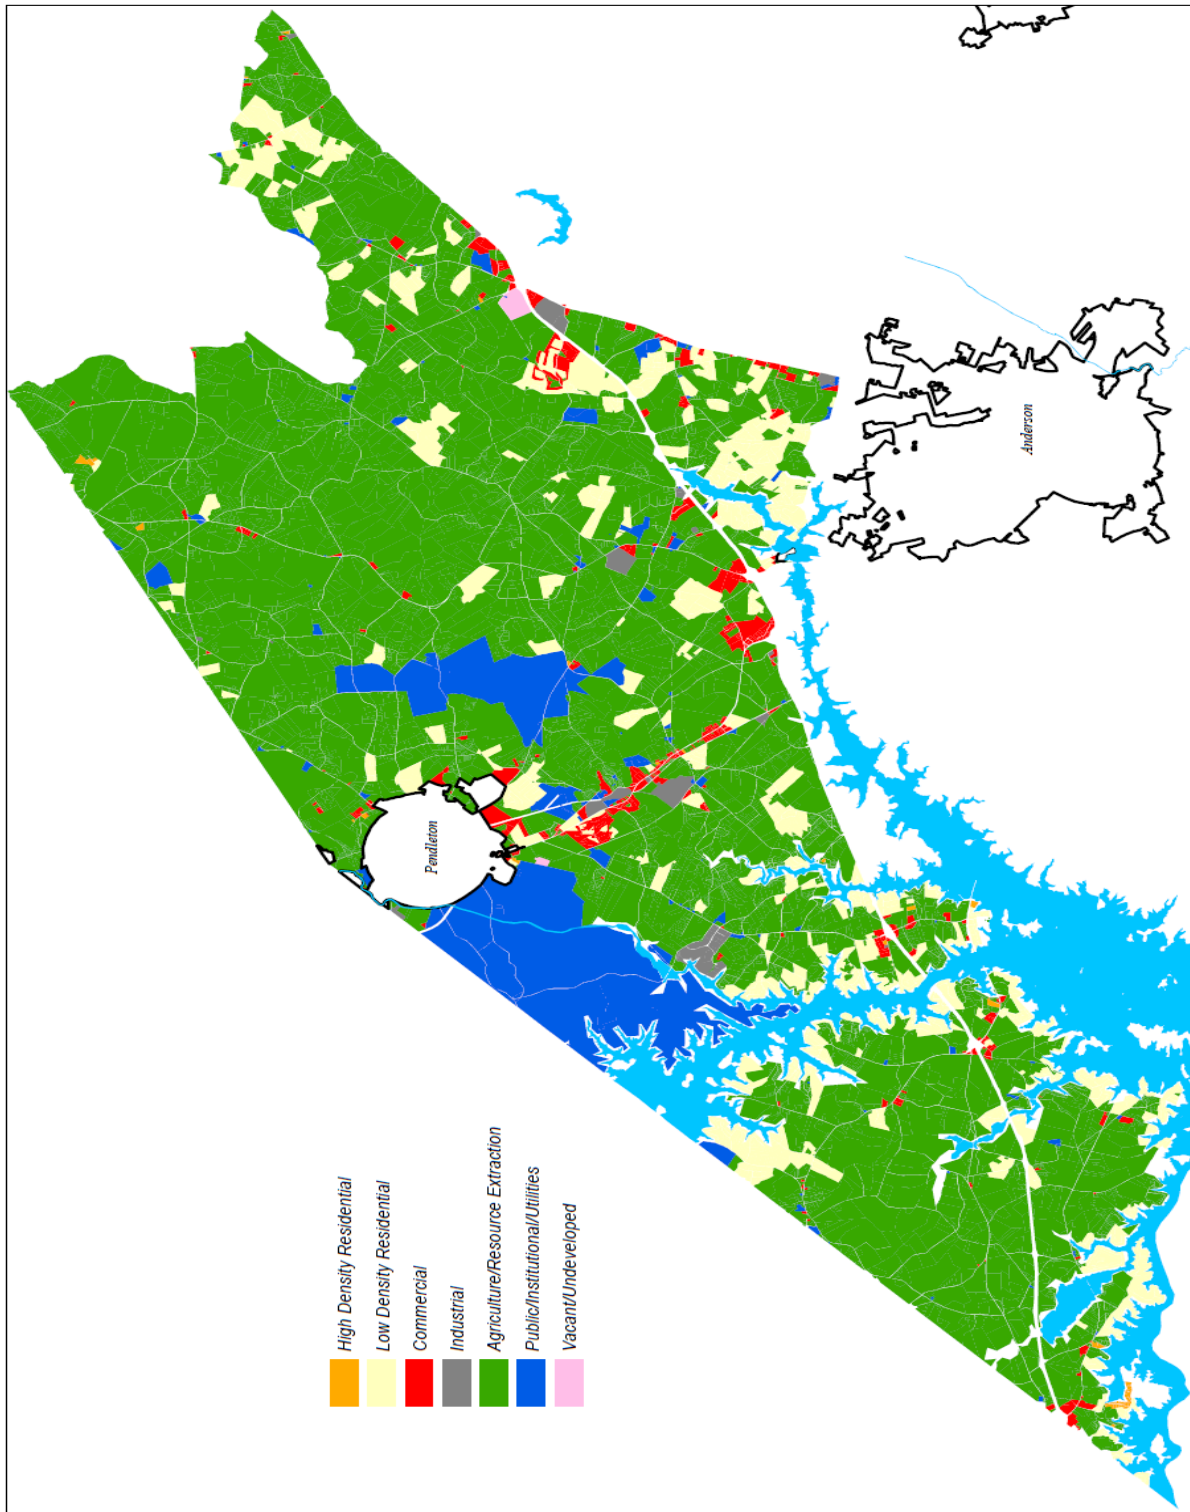 High Density Residential
Low Density Residential
Commercial
Industrial
Agriculture/Resource Extraction
Public/Institutional/Utilities
Vacant/Undeveloped
Pendleton
Anderson